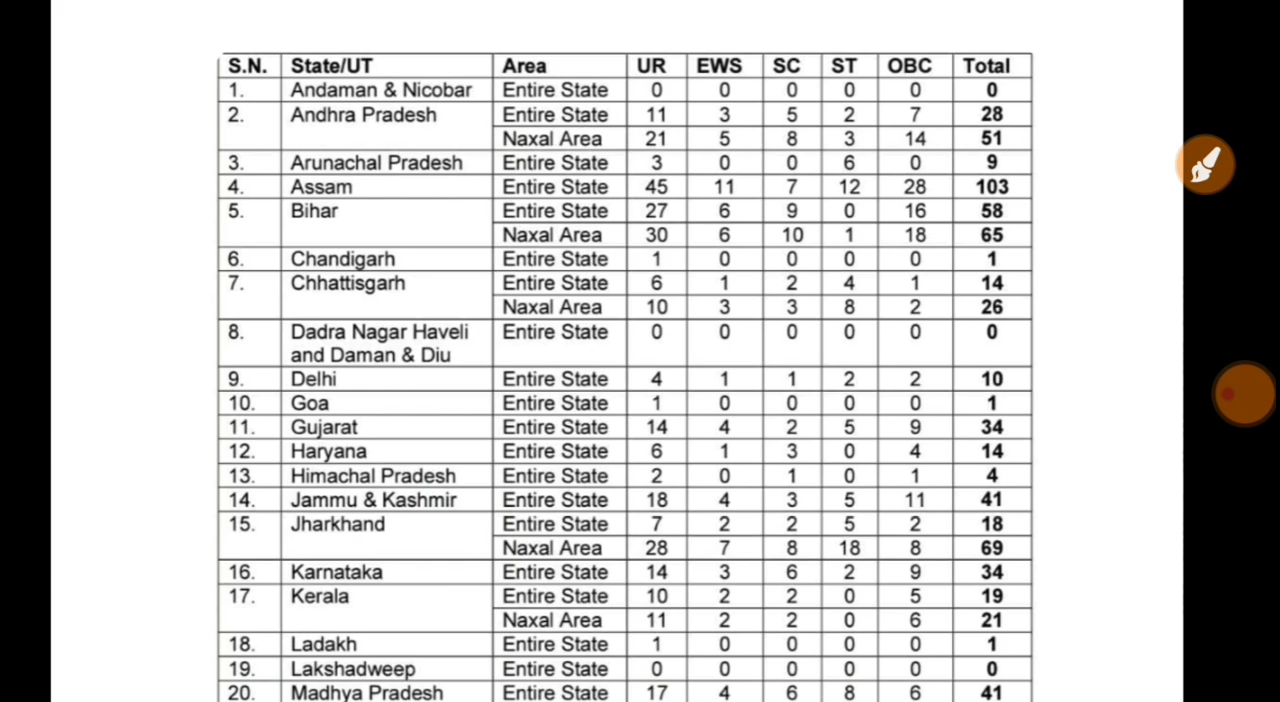 S.N. State/UT Area UR EWS SC ST OBC Total
1. Andaman & Nicobar Entire State 0 0 0 0 0 0
2. Andhra Pradesh Entire State 11 3 5 2 7 28
Naxal Area 21 5 8 3 14 51
3. Arunachal Pradesh Entire State 3 0 0 6 0 9
4. Assam Entire State 45 11 7 12 28 103
5. Bihar Entire State 27 6 9 0 16 58
Naxal Area 30 6 10 1 18 65
6. Chandigarh Entire State 1 0 0 0 0 1
7. Chhattisgarh Entire State 6 1 2 4 1 14
Naxal Area 10 3 3 8 2 26
8. Dadra Nagar Haveli Entire State 0 0 0 0 0 0
and Daman & Diu
9. Delhi Entire State 4 1 1 2 2 10
10. Goa Entire State 1 0 0 0 0 1
11. Gujarat Entire State 14 4 2 5 9 34
12. Haryana Entire State 6 1 3 0 4 14
13. Himachal Pradesh Entire State 2 0 1 0 1 4
14. Jammu & Kashmir Entire State 18 4 3 5 11 41
15. Jharkhand Entire State 7 2 2 5 2 18
Naxal Area 28 7 8 18 8 69
16. Karnataka Entire State 14 3 6 2 9 34
17. Kerala Entire State 10 2 2 0 5 19
Naxal Area 11 2 2 0 6 21
18. Ladakh Entire State 1 0 0 0 0 1
19. Lakshadweep Entire State 0 0 0 0 0 0
20. Madhya Pradesh Entire State 17 4 6 8 6 41